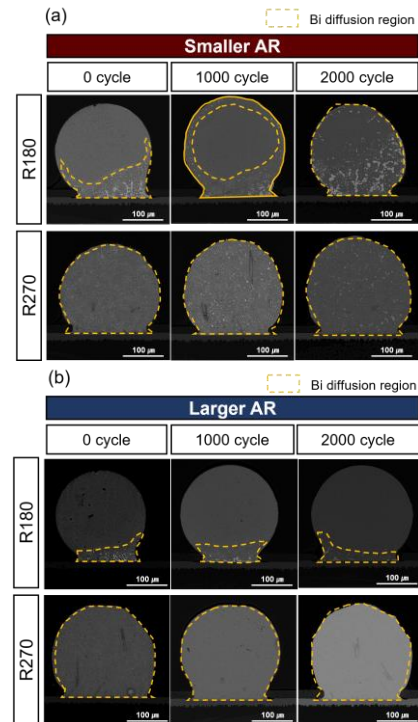 (a)
Bi diffusion region
Smaller AR
0 cycle
1000 cycle
2000 cycle
R180
100 μm
100 μm
100 μm
R270
100 μm
100 μm
100 μm
(b)
Bi diffusion region
Larger AR
0 cycle
1000 cycle
2000 cycle
R180
100 μm
100 μm
100 μm
R270
100 μm
100 μm
100 μm